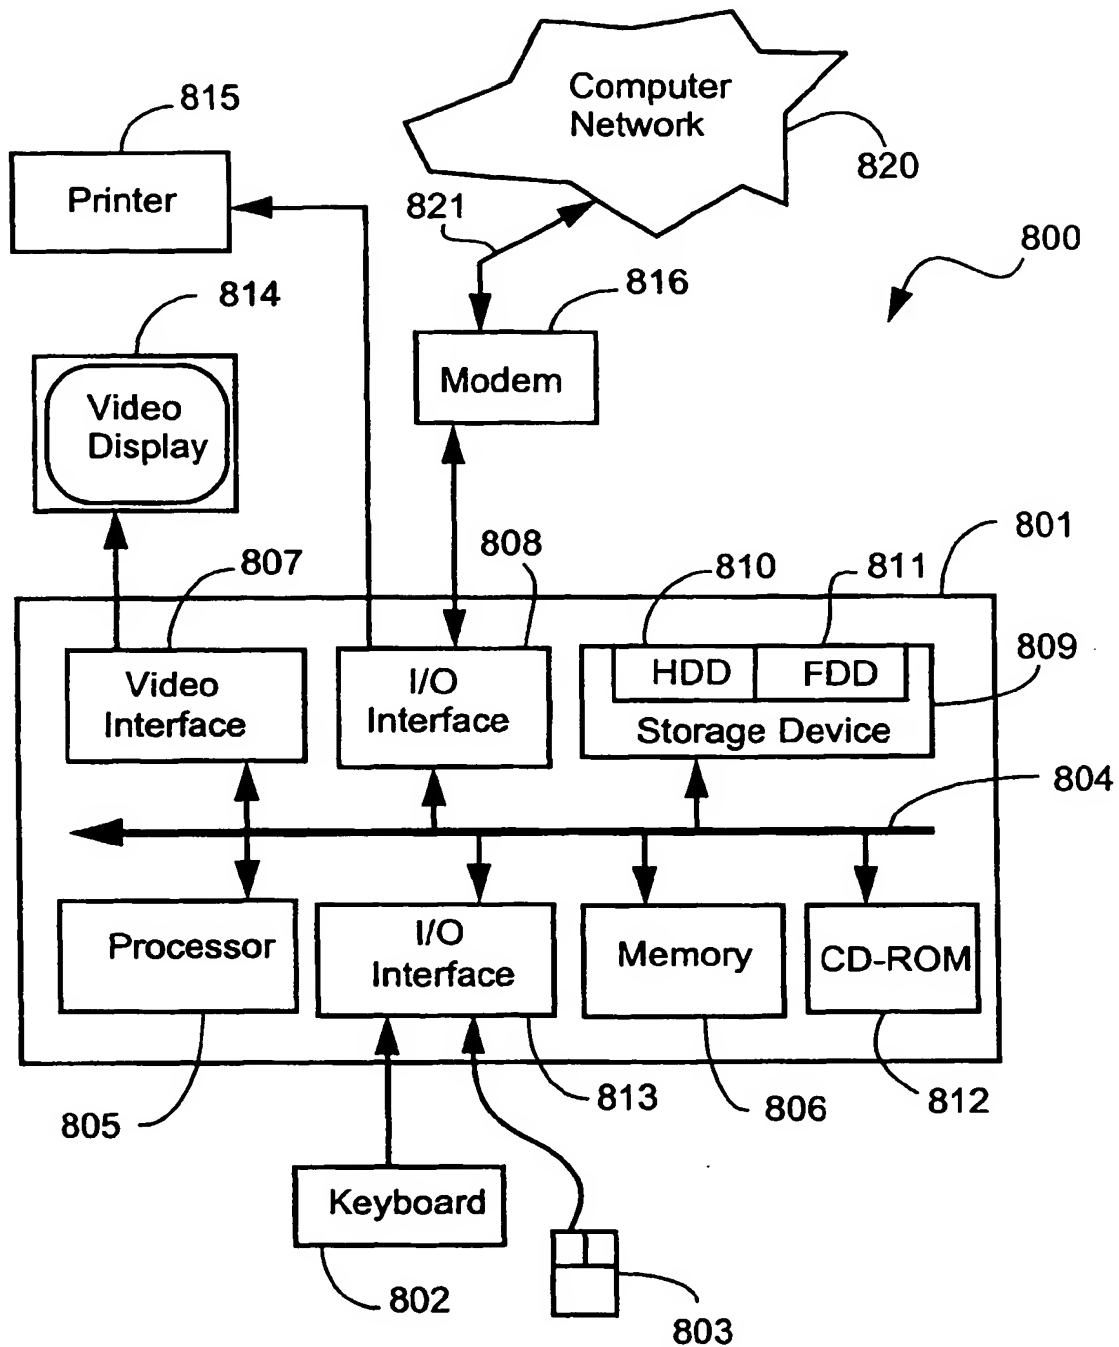 Computer
Network
815
Printer
820
821
800
814
816
Video
Display
Modem
801
807
808
810
811
809
HDD
FDD
Video
Interface
I/O
Interface
Storage Device
804
Processor
I/O
Interface
Memory
CD-ROM
805
813
806
812
Keyboard
802
803